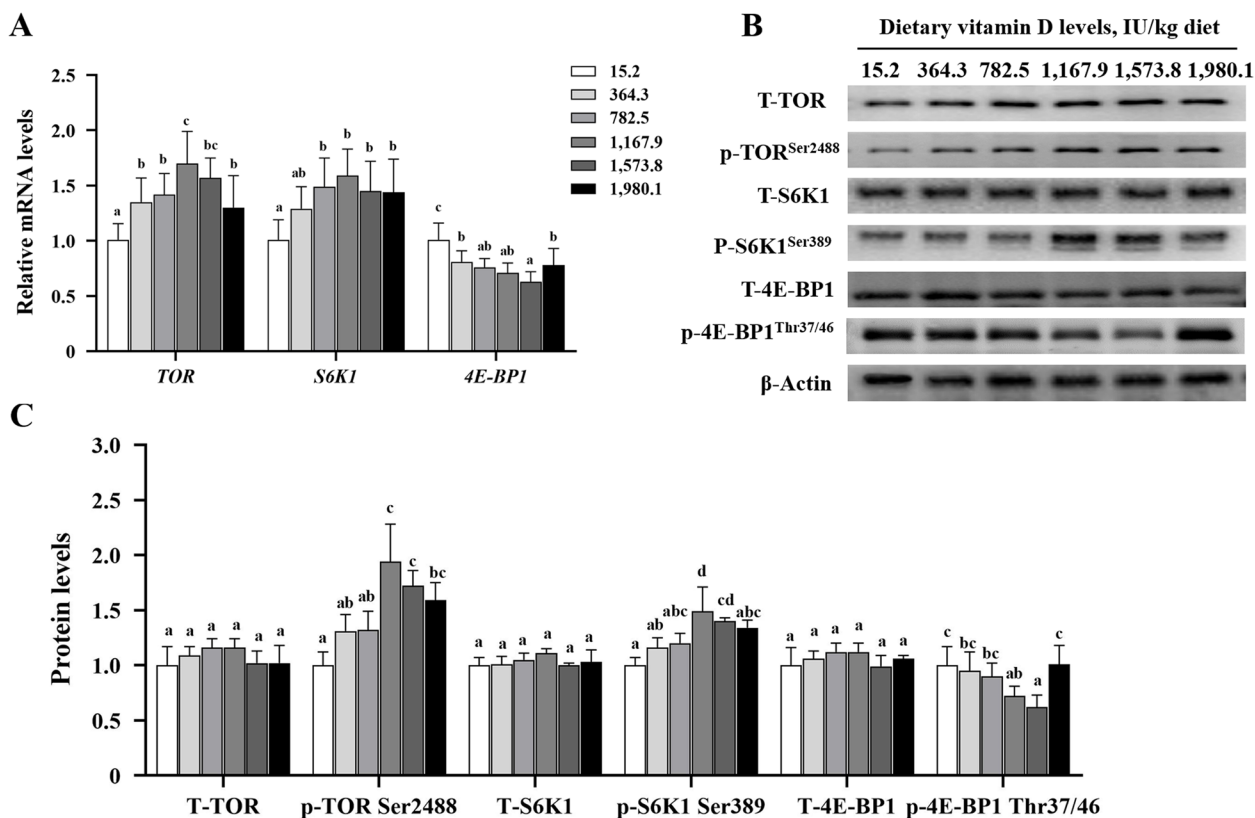 A
Relative mRNA levels
2.5
2.0
1.5
1.0
0.5
0
15.2
364.3
782.5
1,167.9
1,573.8
1,980.1
a b b c bc b
a ab b b b b
c b ab ab a b
TOR S6K1 4E-BP1
B
Dietary vitamin D levels, IU/kg diet
15.2 364.3 782.5 1,167.9 1,573.8 1,980.1
T-TOR
p-TORSer2488
T-S6K1
P-S6K1Ser389
T-4E-BP1
p-4E-BP1Thr37/46
β-Actin
C
Protein levels
3.0
2.5
2.0
1.5
1.0
0.5
0
a a a a a a
a ab ab c c bc
a a a a a a
a ab abc d cd abc
a a a a a a
c bc bc ab a c
T-TOR p-TOR Ser2488 T-S6K1 p-S6K1 Ser389 T-4E-BP1 p-4E-BP1 Thr37/46